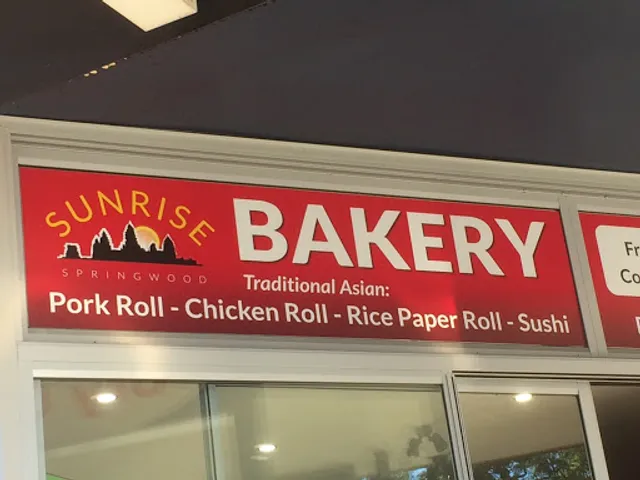 SUNRISE
SPRINGWOOD
BAKERY
Traditional Asian:
Pork Roll - Chicken Roll - Rice Paper Roll - Sushi